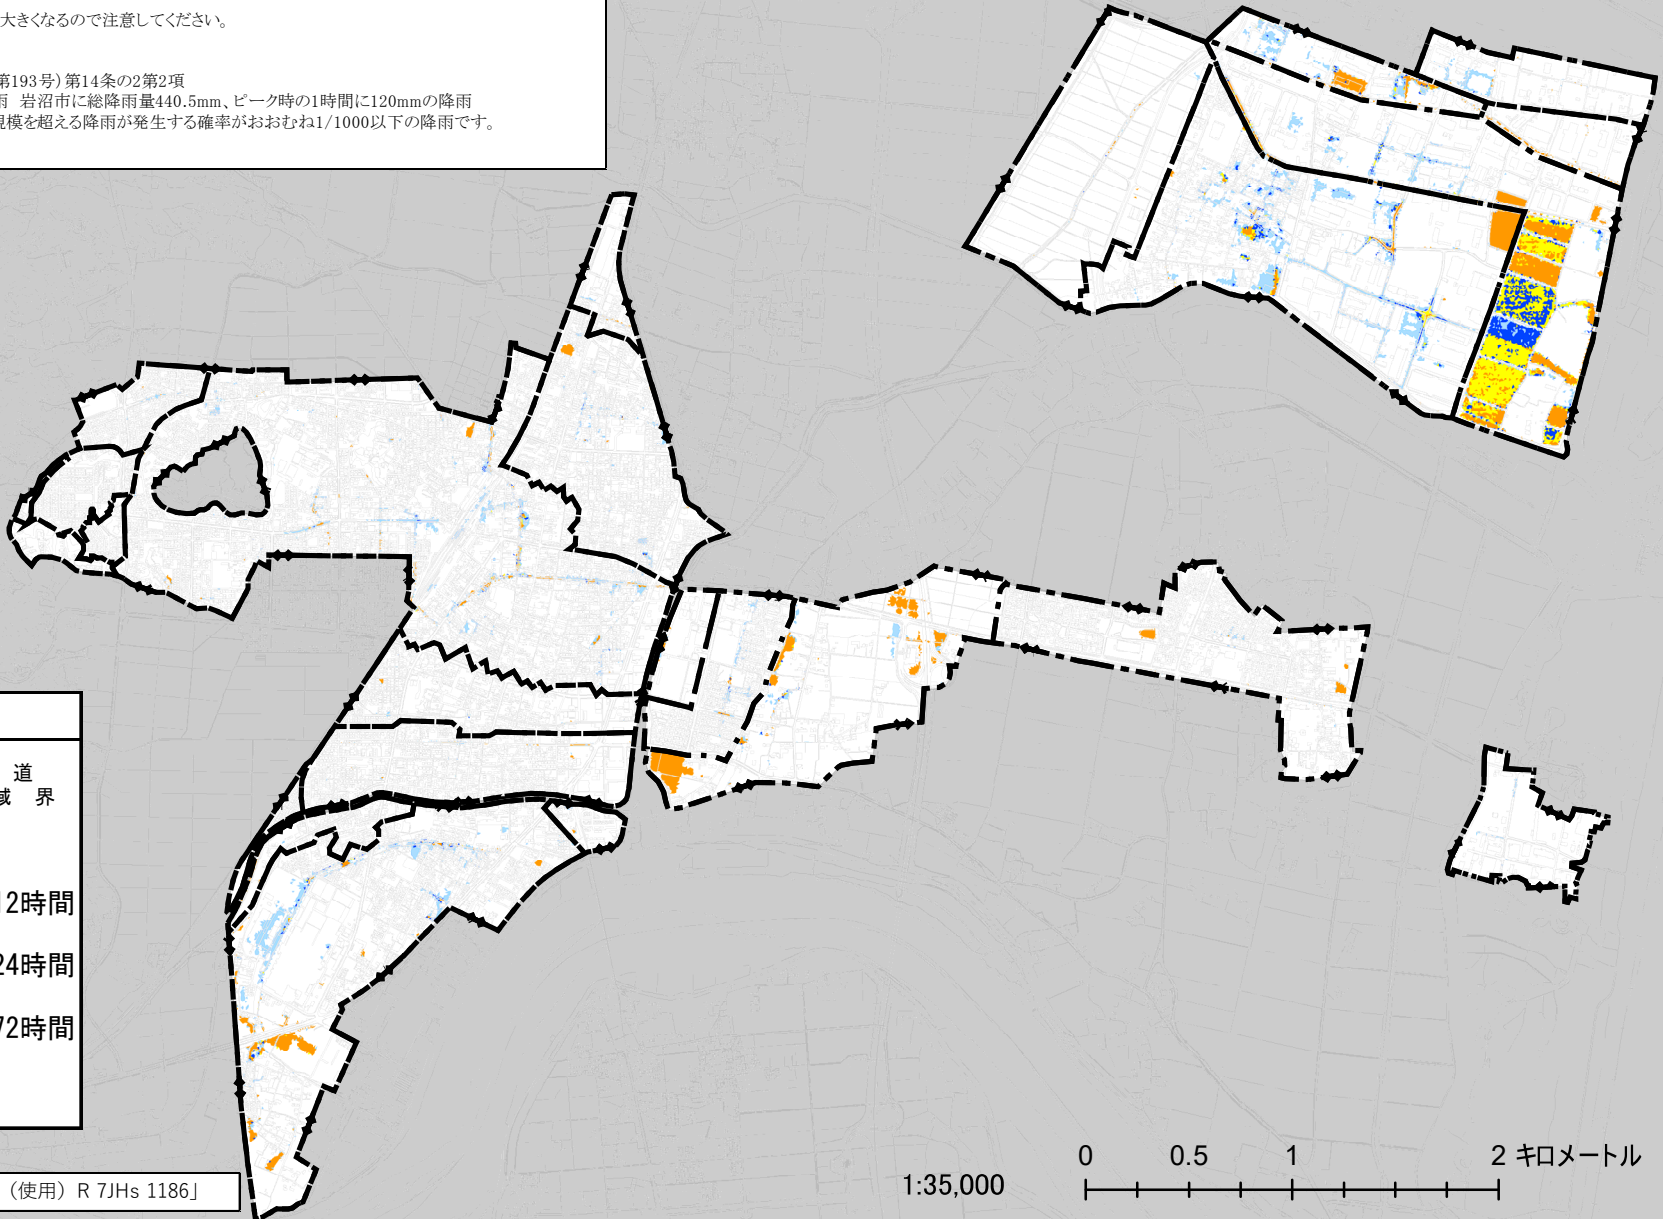 大きくなるので注意してください。
第193号）第14条の2第2項
雨 岩沼市に総降雨量440.5mm、ピーク時の1時間に120mmの降雨
規模を超える降雨が発生する確率がおおむね1/1000以下の降雨です。
道
域 界
12時間
24時間
72時間
（使用）R 7JHs 1186」
1:35,000
0 0.5 1 2 キロメートル